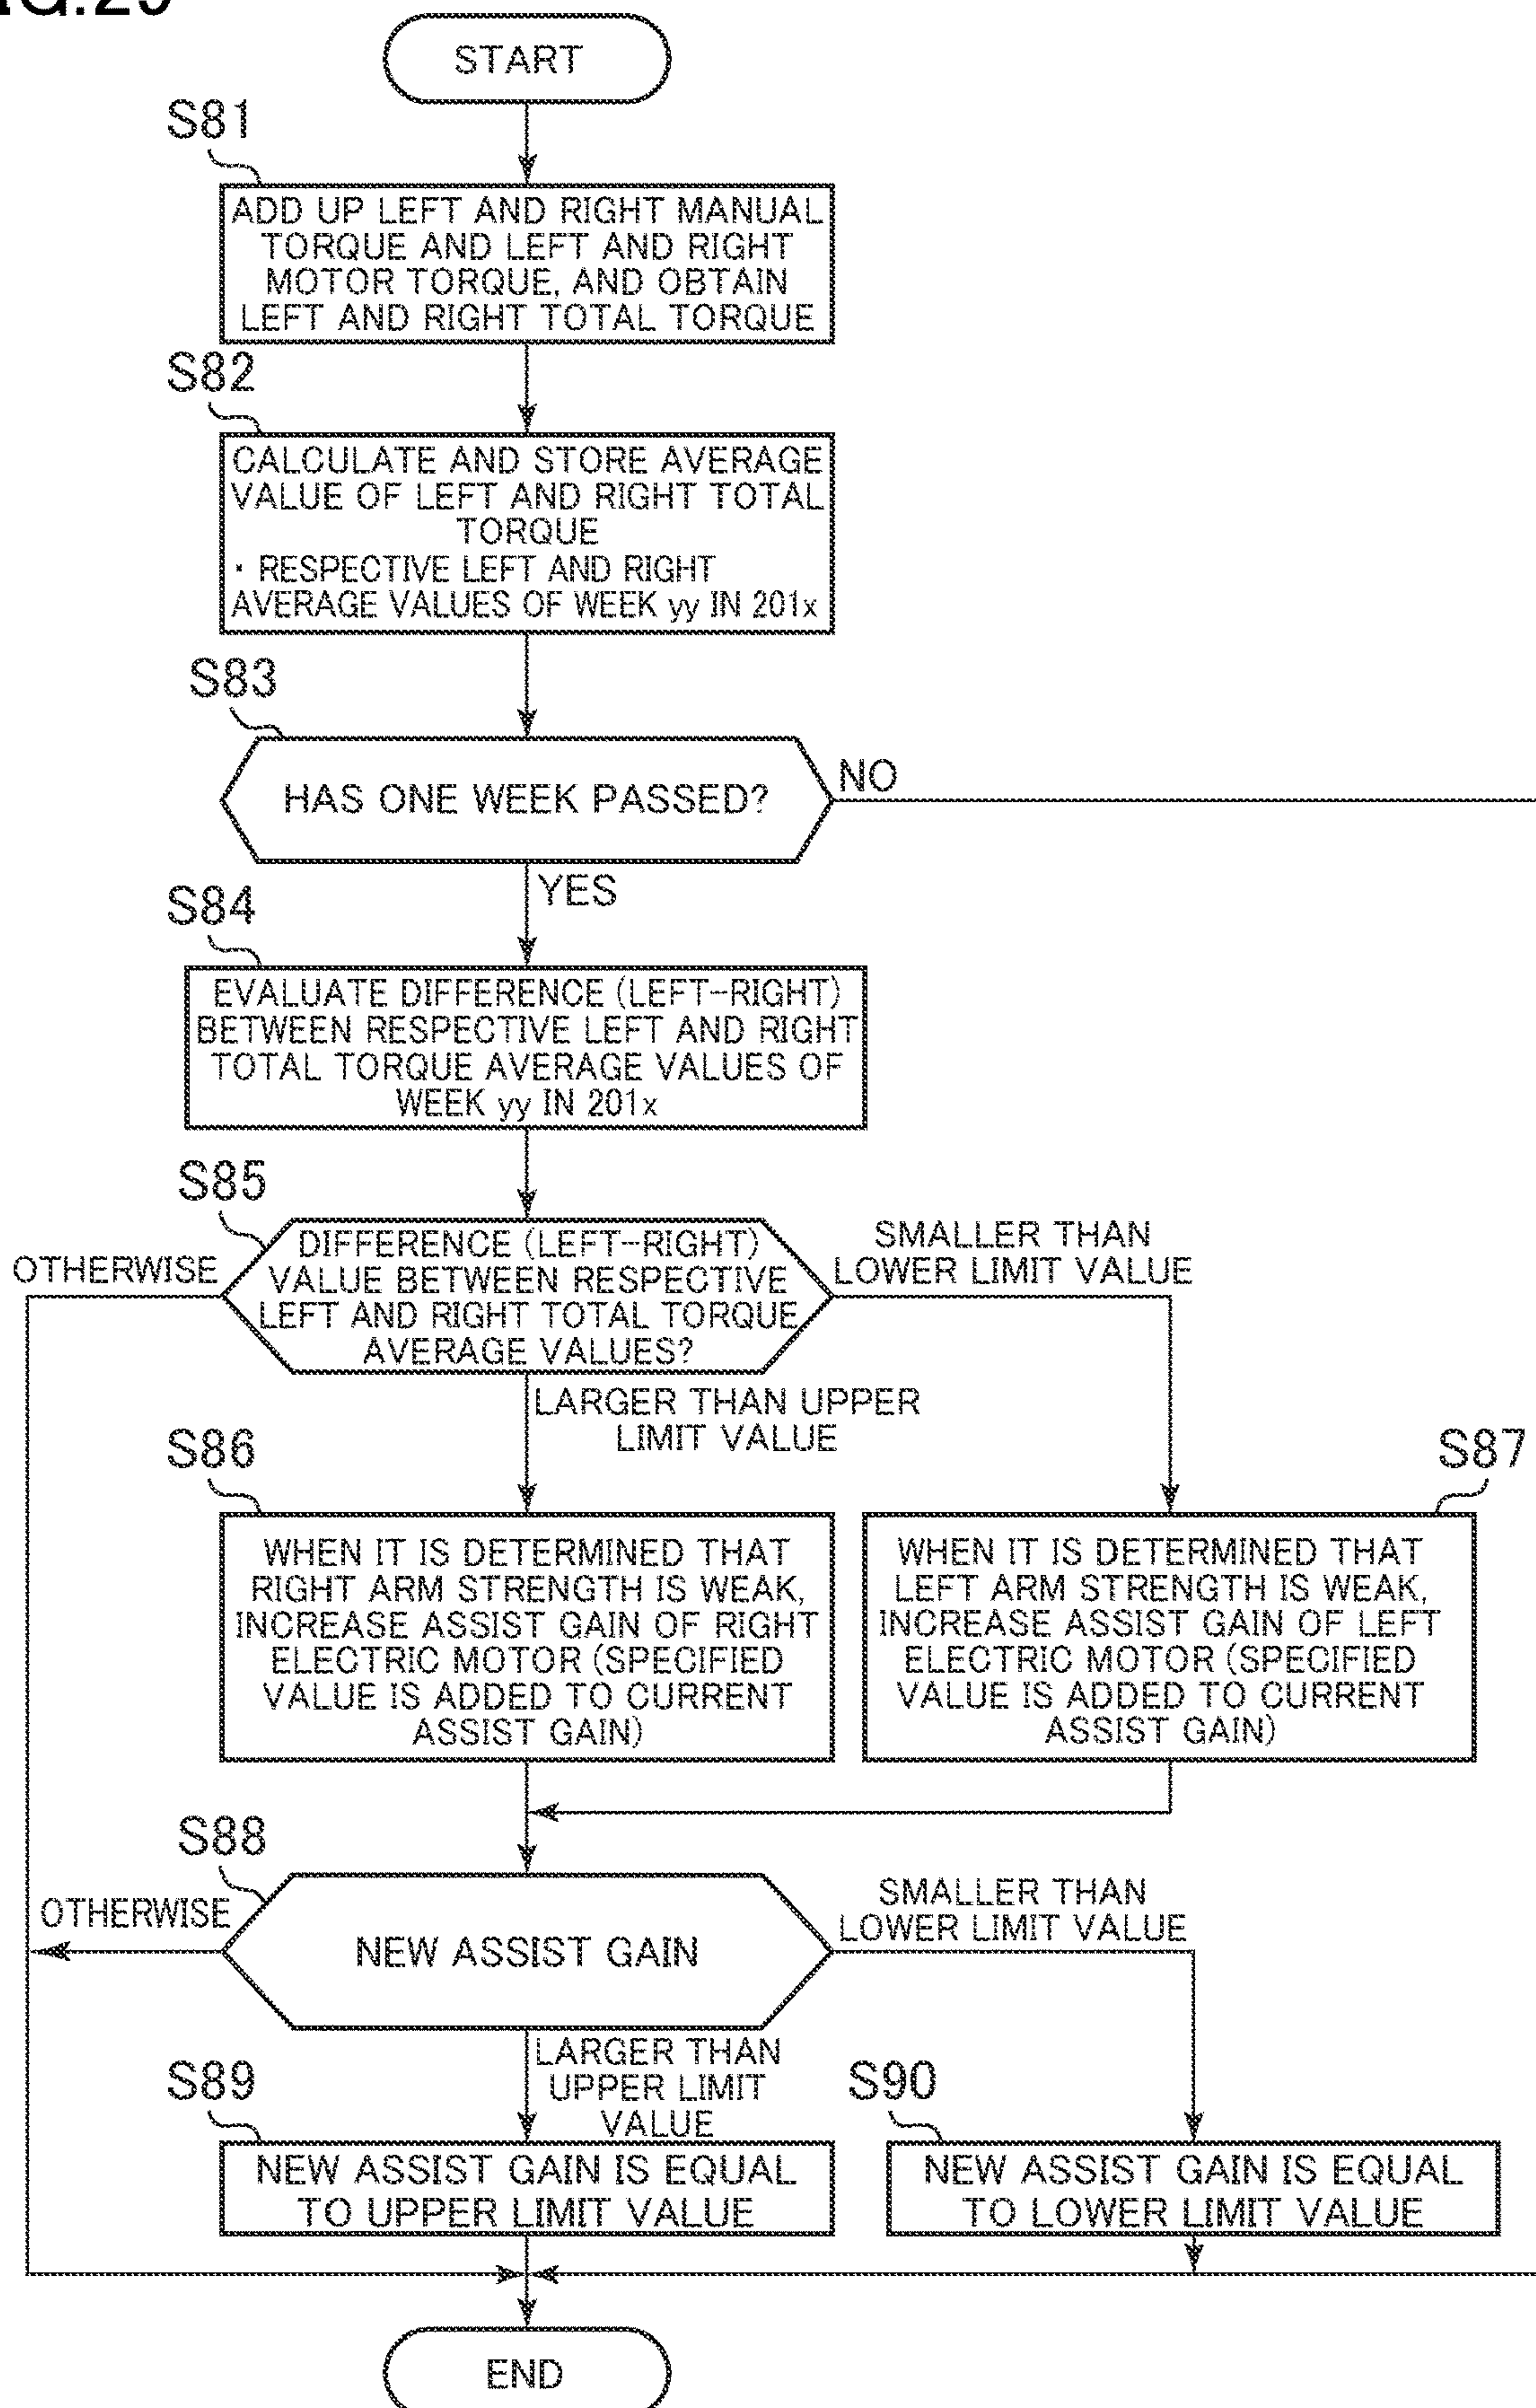 START
S81
ADD UP LEFT AND RIGHT MANUAL
TORQUE AND LEFT AND RIGHT
MOTOR TORQUE, AND OBTAIN
LEFT AND RIGHT TOTAL TORQUE
S82
CALCULATE AND STORE AVERAGE
VALUE OF LEFT AND RIGHT TOTAL
TORQUE
・RESPECTIVE LEFT AND RIGHT
AVERAGE VALUES OF WEEK yy IN 201x
S83
HAS ONE WEEK PASSED?
NO
YES
S84
EVALUATE DIFFERENCE (LEFT-RIGHT)
BETWEEN RESPECTIVE LEFT AND RIGHT
TOTAL TORQUE AVERAGE VALUES OF
WEEK yy IN 201x
S85
OTHERWISE
DIFFERENCE (LEFT-RIGHT)
VALUE BETWEEN RESPECTIVE
LEFT AND RIGHT TOTAL TORQUE
AVERAGE VALUES?
SMALLER THAN
LOWER LIMIT VALUE
LARGER THAN UPPER
LIMIT VALUE
S86
WHEN IT IS DETERMINED THAT
RIGHT ARM STRENGTH IS WEAK,
INCREASE ASSIST GAIN OF RIGHT
ELECTRIC MOTOR (SPECIFIED
VALUE IS ADDED TO CURRENT
ASSIST GAIN)
S87
WHEN IT IS DETERMINED THAT
LEFT ARM STRENGTH IS WEAK,
INCREASE ASSIST GAIN OF LEFT
ELECTRIC MOTOR (SPECIFIED
VALUE IS ADDED TO CURRENT
ASSIST GAIN)
S88
OTHERWISE
NEW ASSIST GAIN
SMALLER THAN
LOWER LIMIT VALUE
LARGER THAN
UPPER LIMIT
VALUE
S89
NEW ASSIST GAIN IS EQUAL
TO UPPER LIMIT VALUE
S90
NEW ASSIST GAIN IS EQUAL
TO LOWER LIMIT VALUE
END